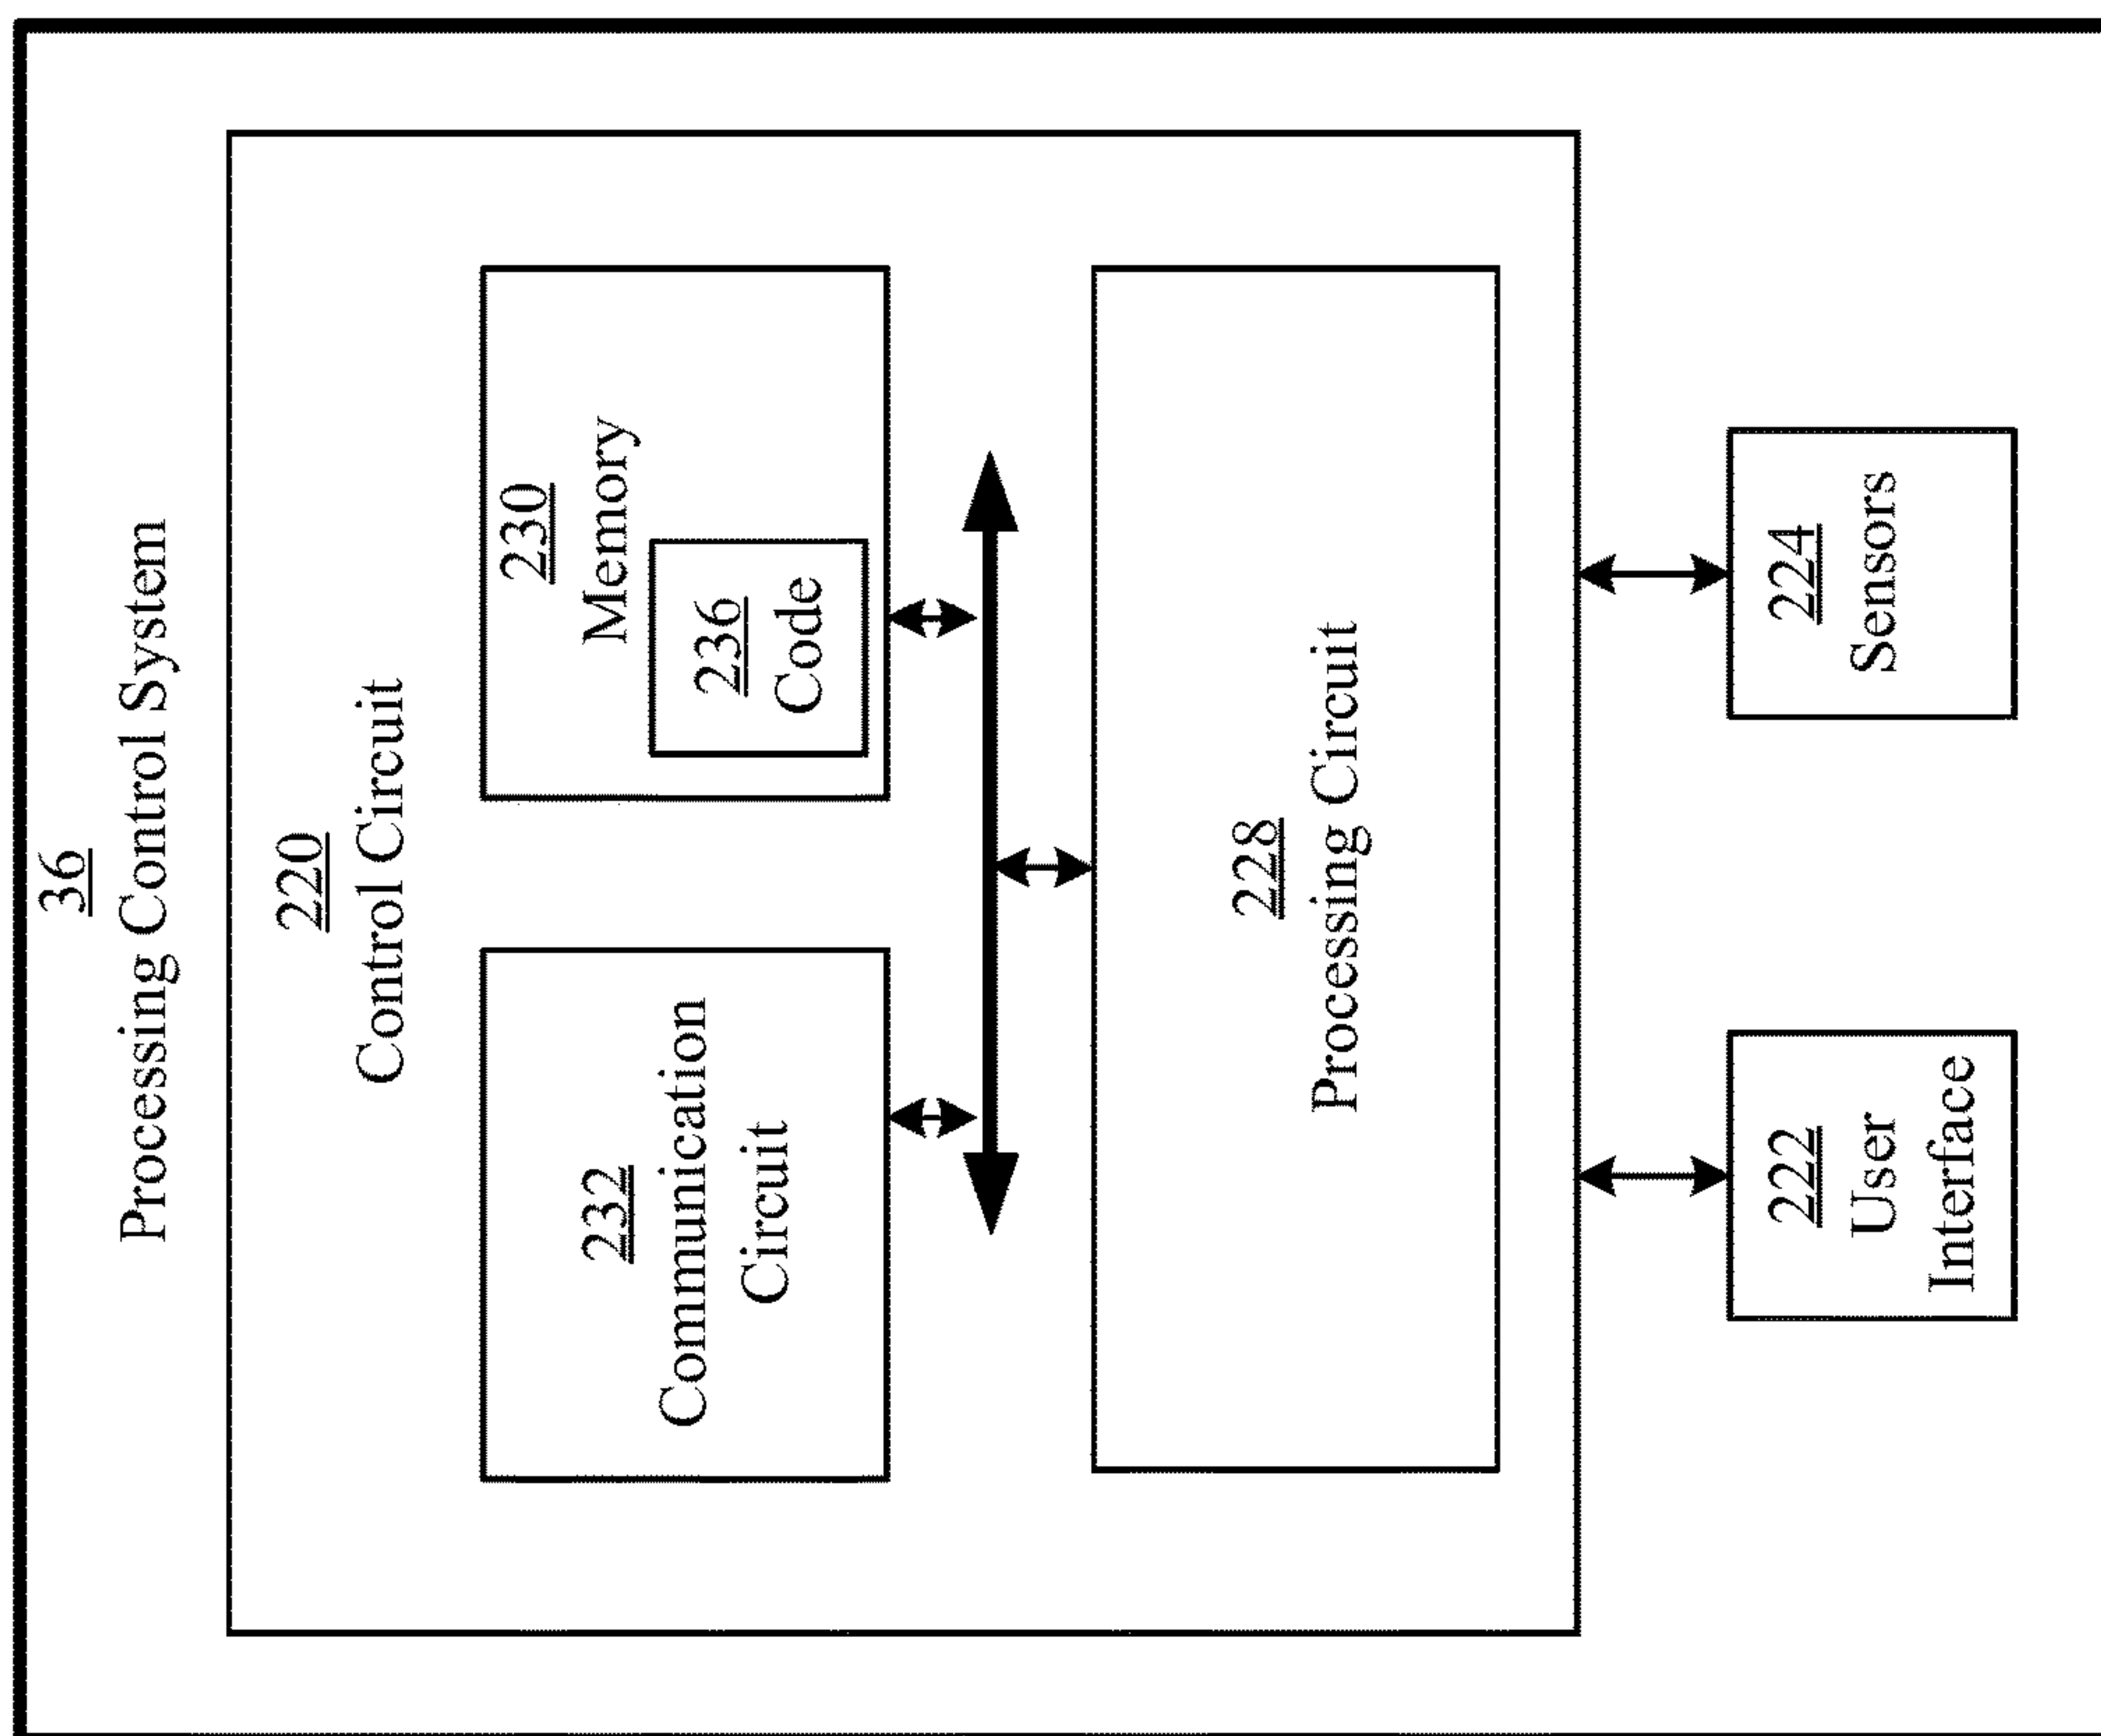 36
Processing Control System
220
Control Circuit
232
Communication
Circuit
230
Memory
236
Code
228
Processing Circuit
222
User
Interface
224
Sensors